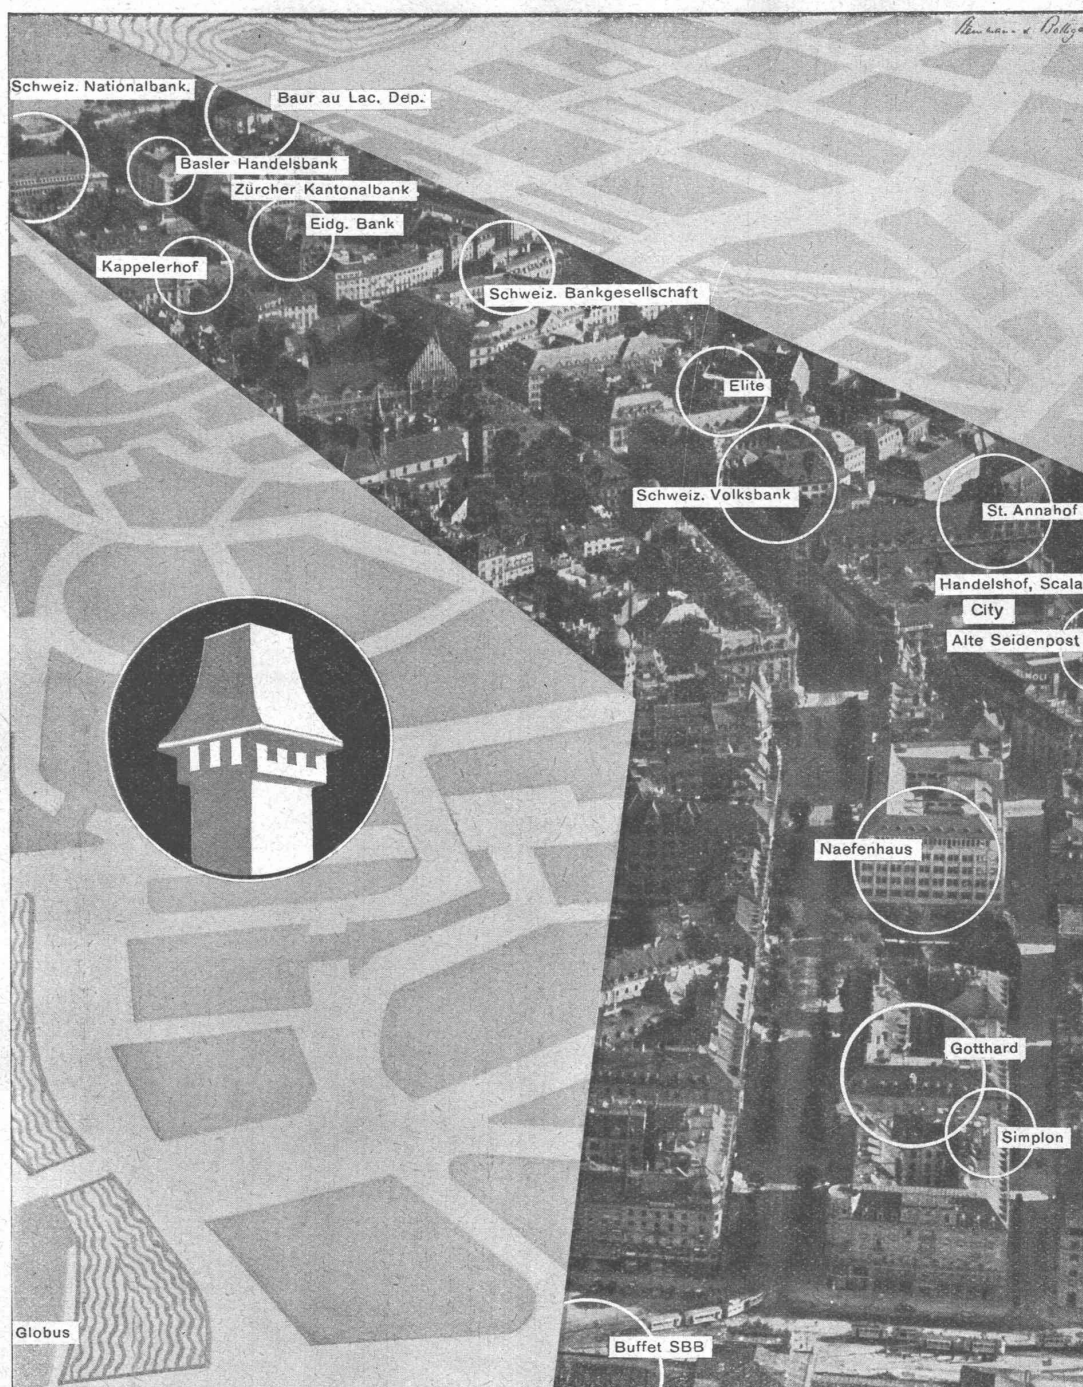 Schweiz. Nationalbank.
Baur au Lac, Dep.
Basler Handelsbank
Zürcher Kantonalbank
Eidg. Bank
Kappelerhof
Schweiz. Bankgesellschaft
Elite
Schweiz. Volksbank
St. Annahof
Handelshof, Scala
City
Alte Seidenpost
Naefenhaus
Gotthard
Simplon
Globus
Buffet SBB